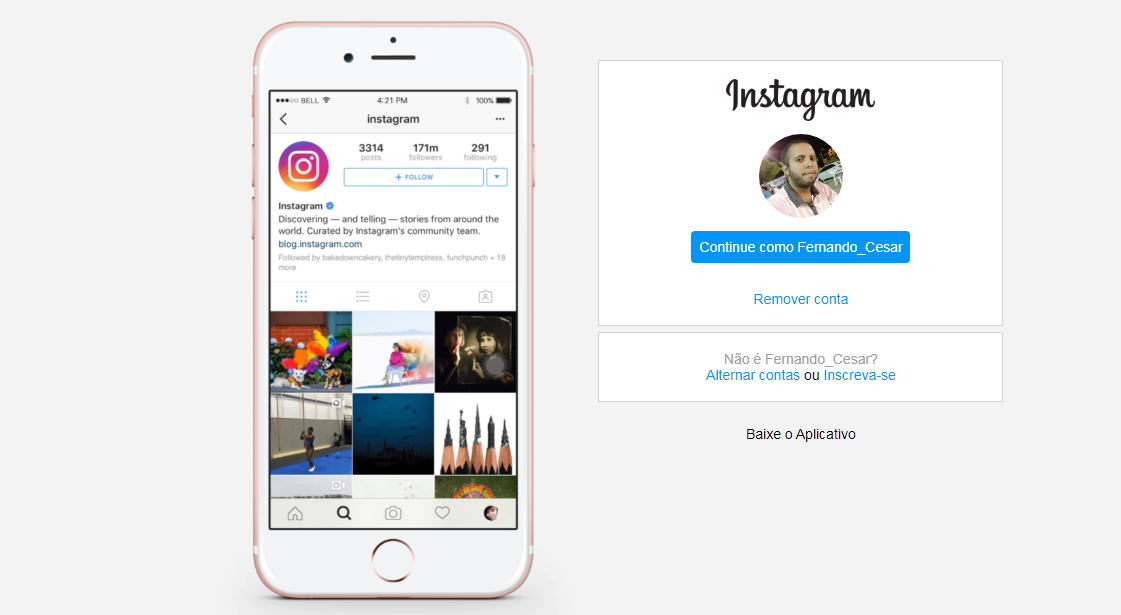 ●●●○○ BELL
4:21 PM
100%
instagram
3314
posts
171m
followers
291
following
+ FOLLOW
Instagram
Discovering — and telling — stories from around the
world. Curated by Instagram's community team.
blog.instagram.com
Followed by bakedowncakery, thetinytemptress, funchpunch + 18
more
Instagram
Continue como Fernando_Cesar
Remover conta
Não é Fernando_Cesar?
Alternar contas ou Inscreva-se
Baixe o Aplicativo